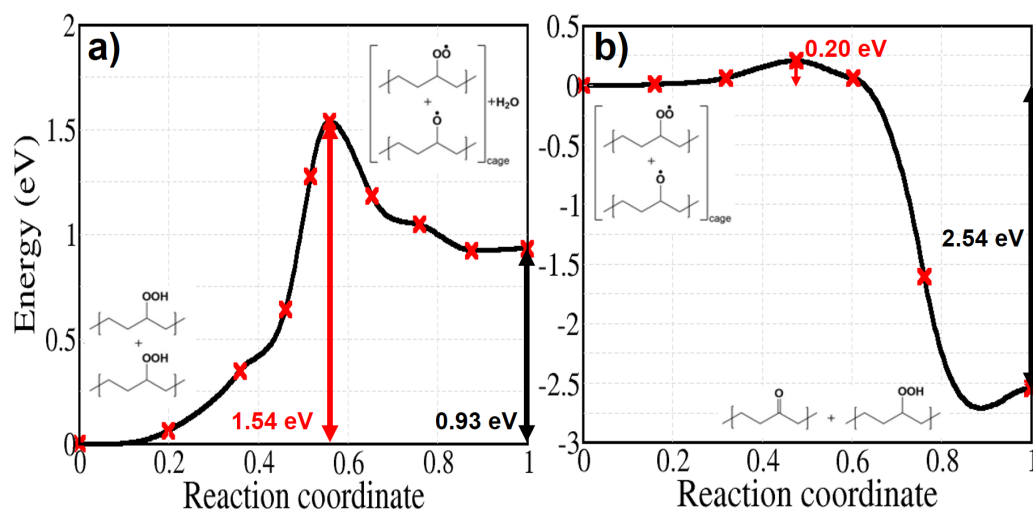 a)
Energy (eV)
2
1.5
1
0.5
0
0
0.2
0.4
0.6
0.8
1
Reaction coordinate
OOH
+
OOH
1.54 eV
0.93 eV
OO
+
O
+H₂O
cage
b)
0.5
0
-0.5
-1
-1.5
-2
-2.5
-3
0
0.2
0.4
0.6
0.8
1
Reaction coordinate
0.20 eV
OO
+
O
cage
2.54 eV
O
+
OOH